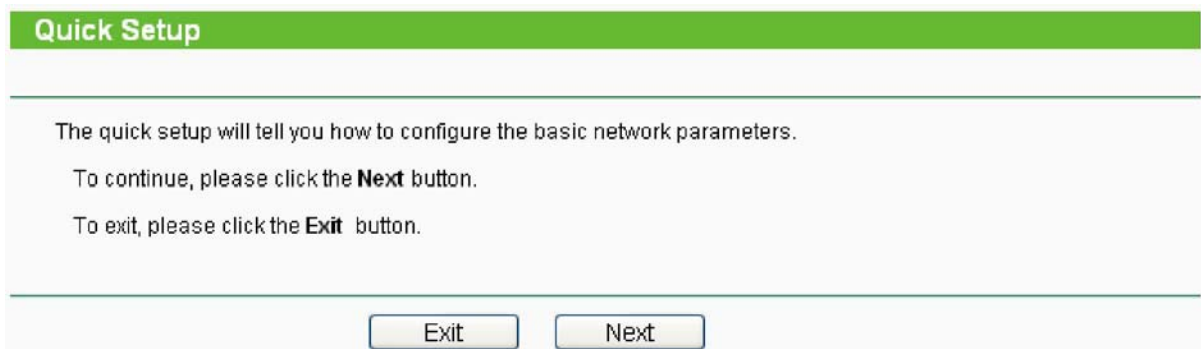 Quick Setup
The quick setup will tell you how to configure the basic network parameters.
To continue, please click the Next button.
To exit, please click the Exit button.
Exit Next